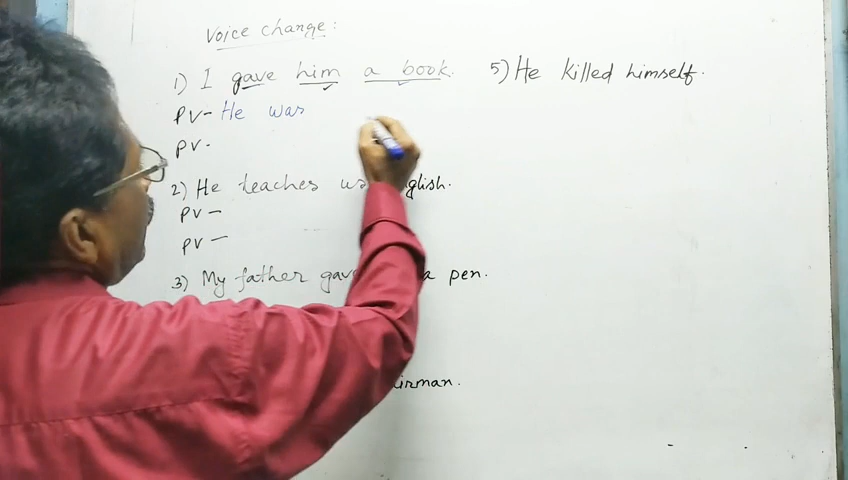 Voice change:
1) I gave him a book.
PV- He was
PV-
2) He teaches us English.
PV-
PV-
3) My father gave a pen.
5) He killed himself.